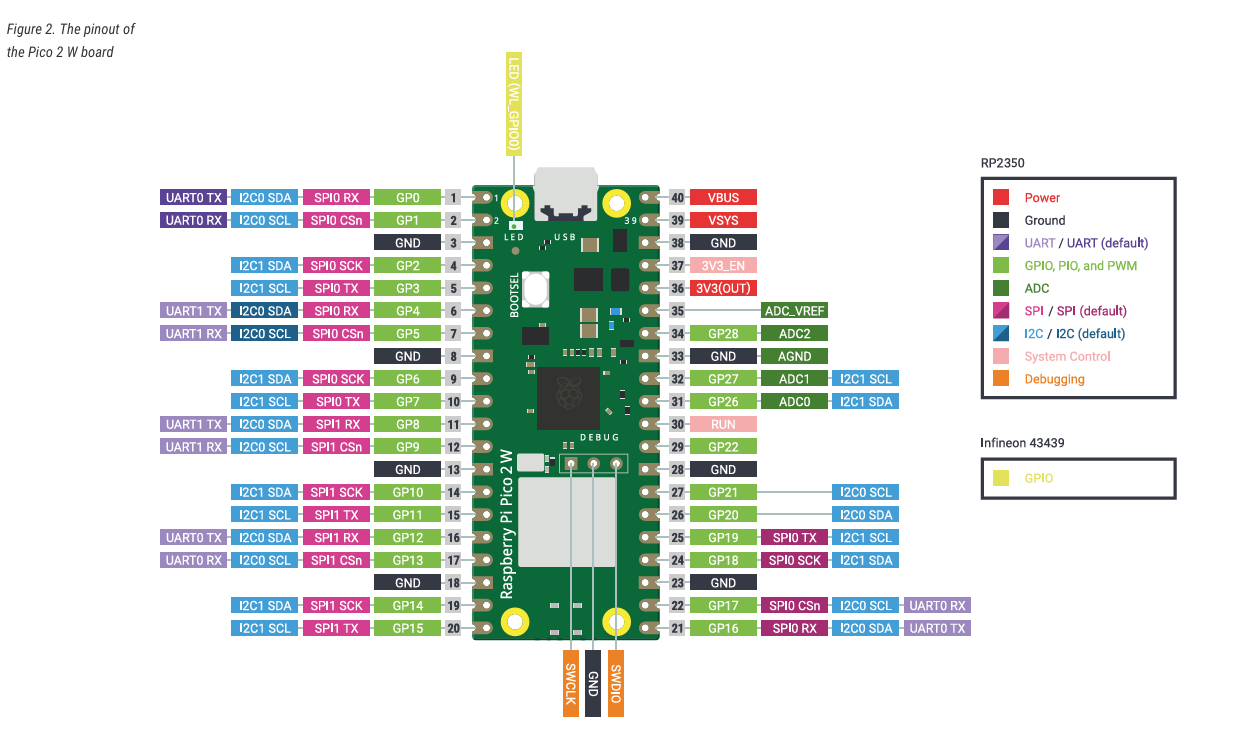 Figure 2. The pinout of
the Pico 2 W board
LED (WL_GPIO0)
UART0 TX I2C0 SDA SPI0 RX GP0 1
UART0 RX I2C0 SCL SPI0 CSn GP1 2
GND 3
I2C1 SDA SPI0 SCK GP2 4
I2C1 SCL SPI0 TX GP3 5
UART1 TX I2C0 SDA SPI0 RX GP4 6
UART1 RX I2C0 SCL SPI0 CSn GP5 7
GND 8
I2C1 SDA SPI0 SCK GP6 9
I2C1 SCL SPI0 TX GP7 10
UART1 TX I2C0 SDA SPI1 RX GP8 11
UART1 RX I2C0 SCL SPI1 CSn GP9 12
GND 13
I2C1 SDA SPI1 SCK GP10 14
I2C1 SCL SPI1 TX GP11 15
UART0 TX I2C0 SDA SPI1 RX GP12 16
UART0 RX I2C0 SCL SPI1 CSn GP13 17
GND 18
I2C1 SDA SPI1 SCK GP14 19
I2C1 SCL SPI1 TX GP15 20
1
2
39
LED
USB
BOOTSEL
DEBUG
Raspberry Pi Pico 2 W
SWCLK
GND
SWDIO
40 VBUS
39 VSYS
38 GND
37 3V3_EN
36 3V3(OUT)
35 ADC_VREF
34 GP28 ADC2
33 GND AGND
32 GP27 ADC1 I2C1 SCL
31 GP26 ADC0 I2C1 SDA
30 RUN
29 GP22
28 GND
27 GP21 I2C0 SCL
26 GP20 I2C0 SDA
25 GP19 SPI0 TX I2C1 SCL
24 GP18 SPI0 SCK I2C1 SDA
23 GND
22 GP17 SPI0 CSn I2C0 SCL UART0 RX
21 GP16 SPI0 RX I2C0 SDA UART0 TX
RP2350
Power
Ground
UART / UART (default)
GPIO, PIO, and PWM
ADC
SPI / SPI (default)
I2C / I2C (default)
System Control
Debugging
Infineon 43439
GPIO